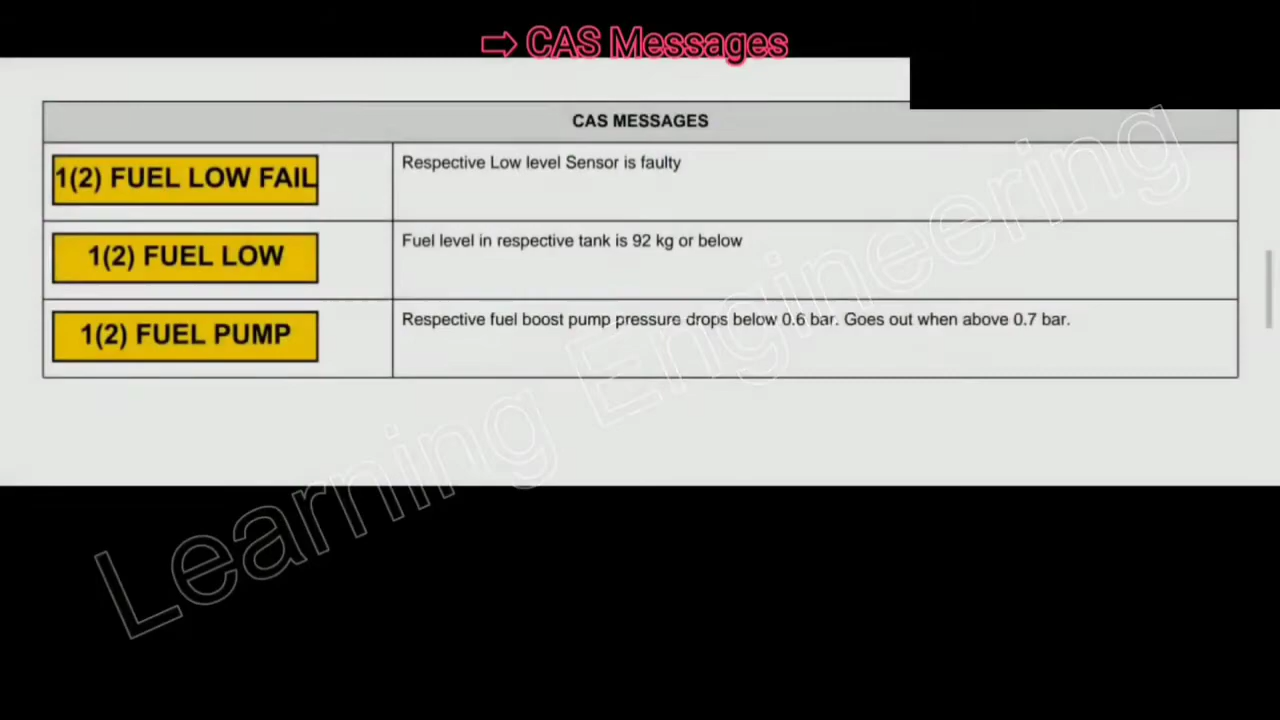 ⇨ CAS Messages
CAS MESSAGES
1(2) FUEL LOW FAIL
Respective Low level Sensor is faulty
1(2) FUEL LOW
Fuel level in respective tank is 92 kg or below
1(2) FUEL PUMP
Respective fuel boost pump pressure drops below 0.6 bar. Goes out when above 0.7 bar.
Learning Engineering